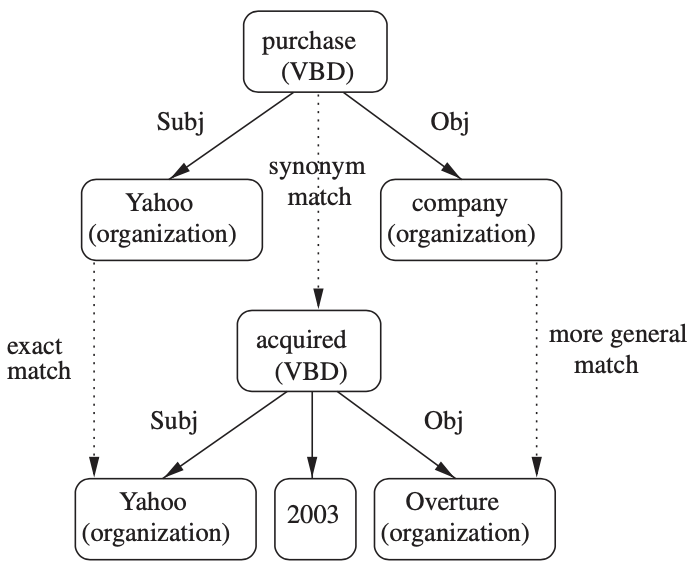 purchase
(VBD)
Subj
Obj
synonym
match
Yahoo
(organization)
company
(organization)
exact
match
more general
match
acquired
(VBD)
Subj
Obj
Yahoo
(organization)
2003
Overture
(organization)